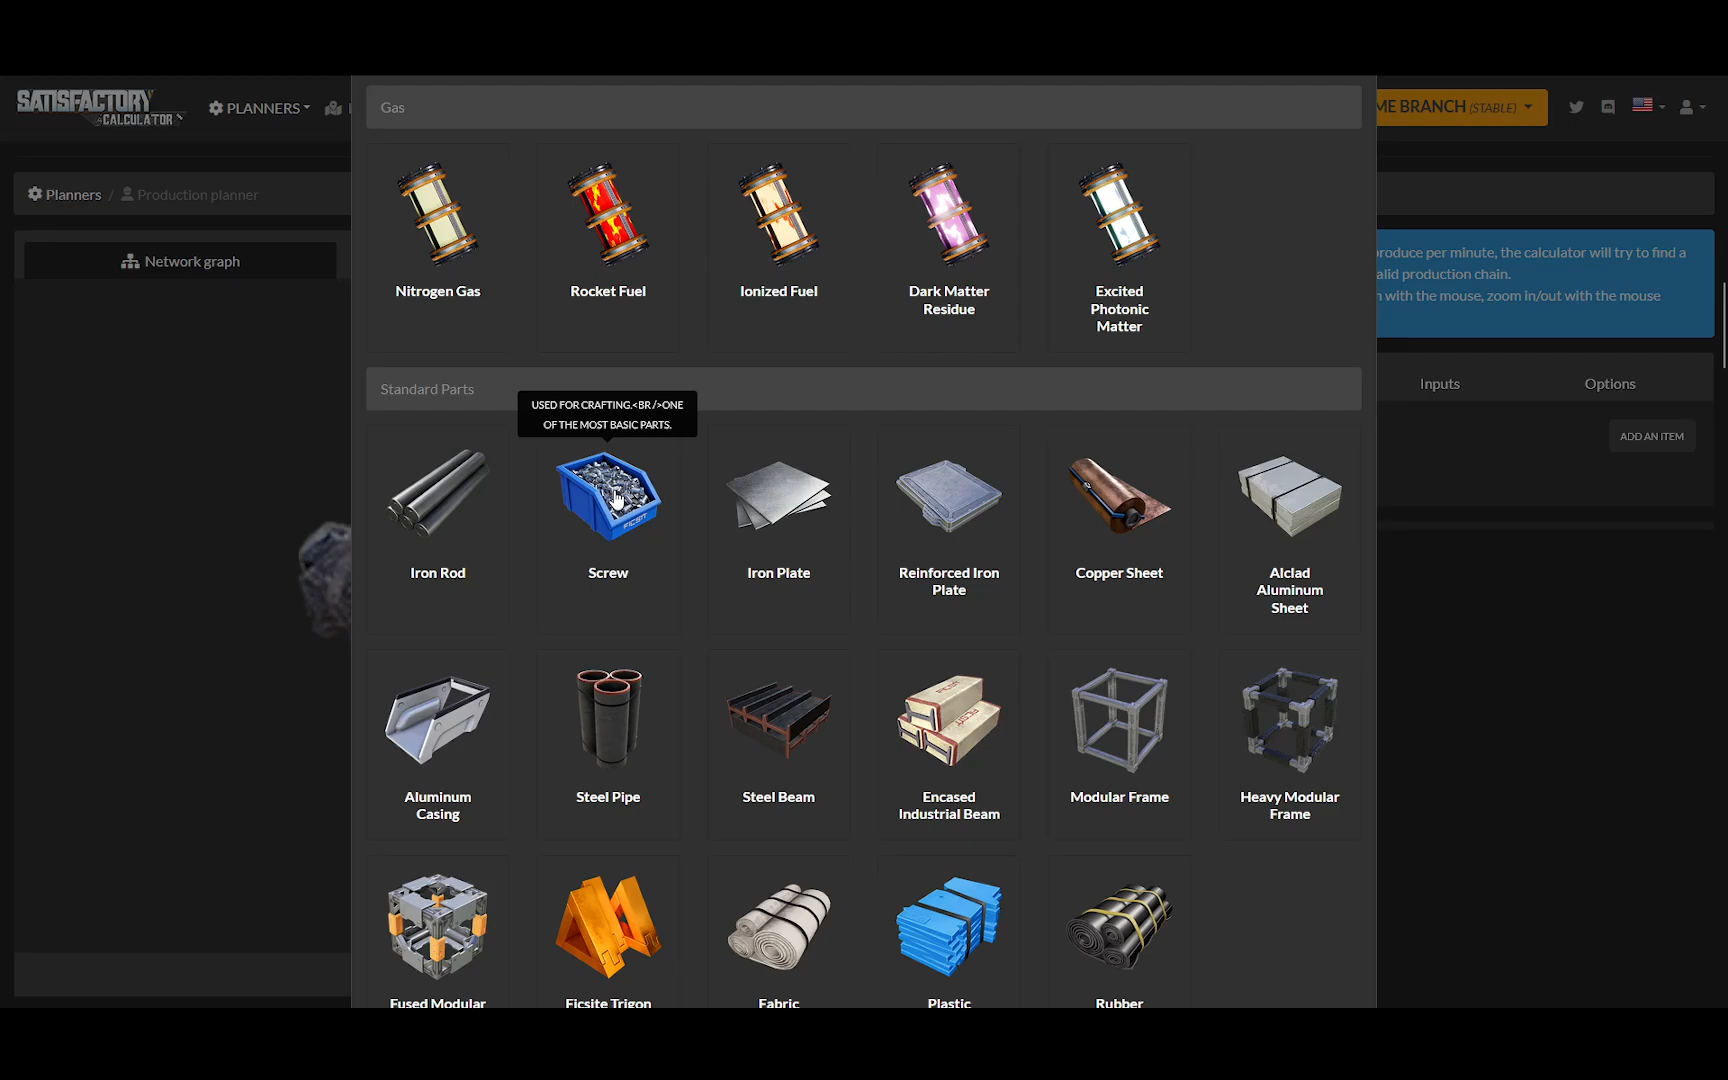 SATISFACTORY
CALCULATOR
PLANNERS
ME BRANCH (STABLE)
Planners / Production planner
Network graph
roduce per minute, the calculator will try to find a
alid production chain.
with the mouse, zoom in/out with the mouse
Inputs
Options
ADD AN ITEM
Gas
Nitrogen Gas
Rocket Fuel
Ionized Fuel
Dark Matter
Residue
Excited
Photonic
Matter
Standard Parts
USED FOR CRAFTING.<BR />ONE
OF THE MOST BASIC PARTS.
FICSIT
Iron Rod
Screw
Iron Plate
Reinforced Iron
Plate
Copper Sheet
Alclad
Aluminum
Sheet
Aluminum
Casing
Steel Pipe
Steel Beam
Encased
Industrial Beam
Modular Frame
Heavy Modular
Frame
Fused Modular
Ficsite Trigon
Fabric
Plastic
Rubber